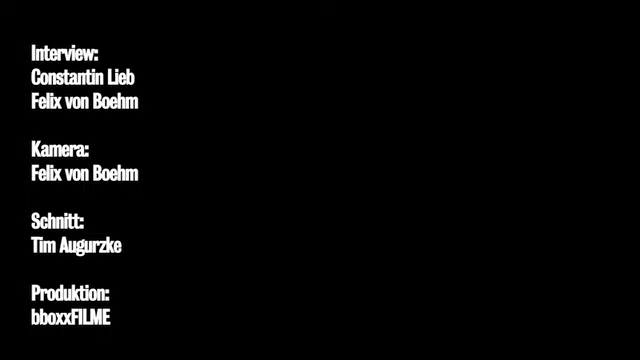 Interview:
Constantin Lieb
Felix von Boehm
Kamera:
Felix von Boehm
Schnitt:
Tim Augurzke
Produktion:
bboxxFILME